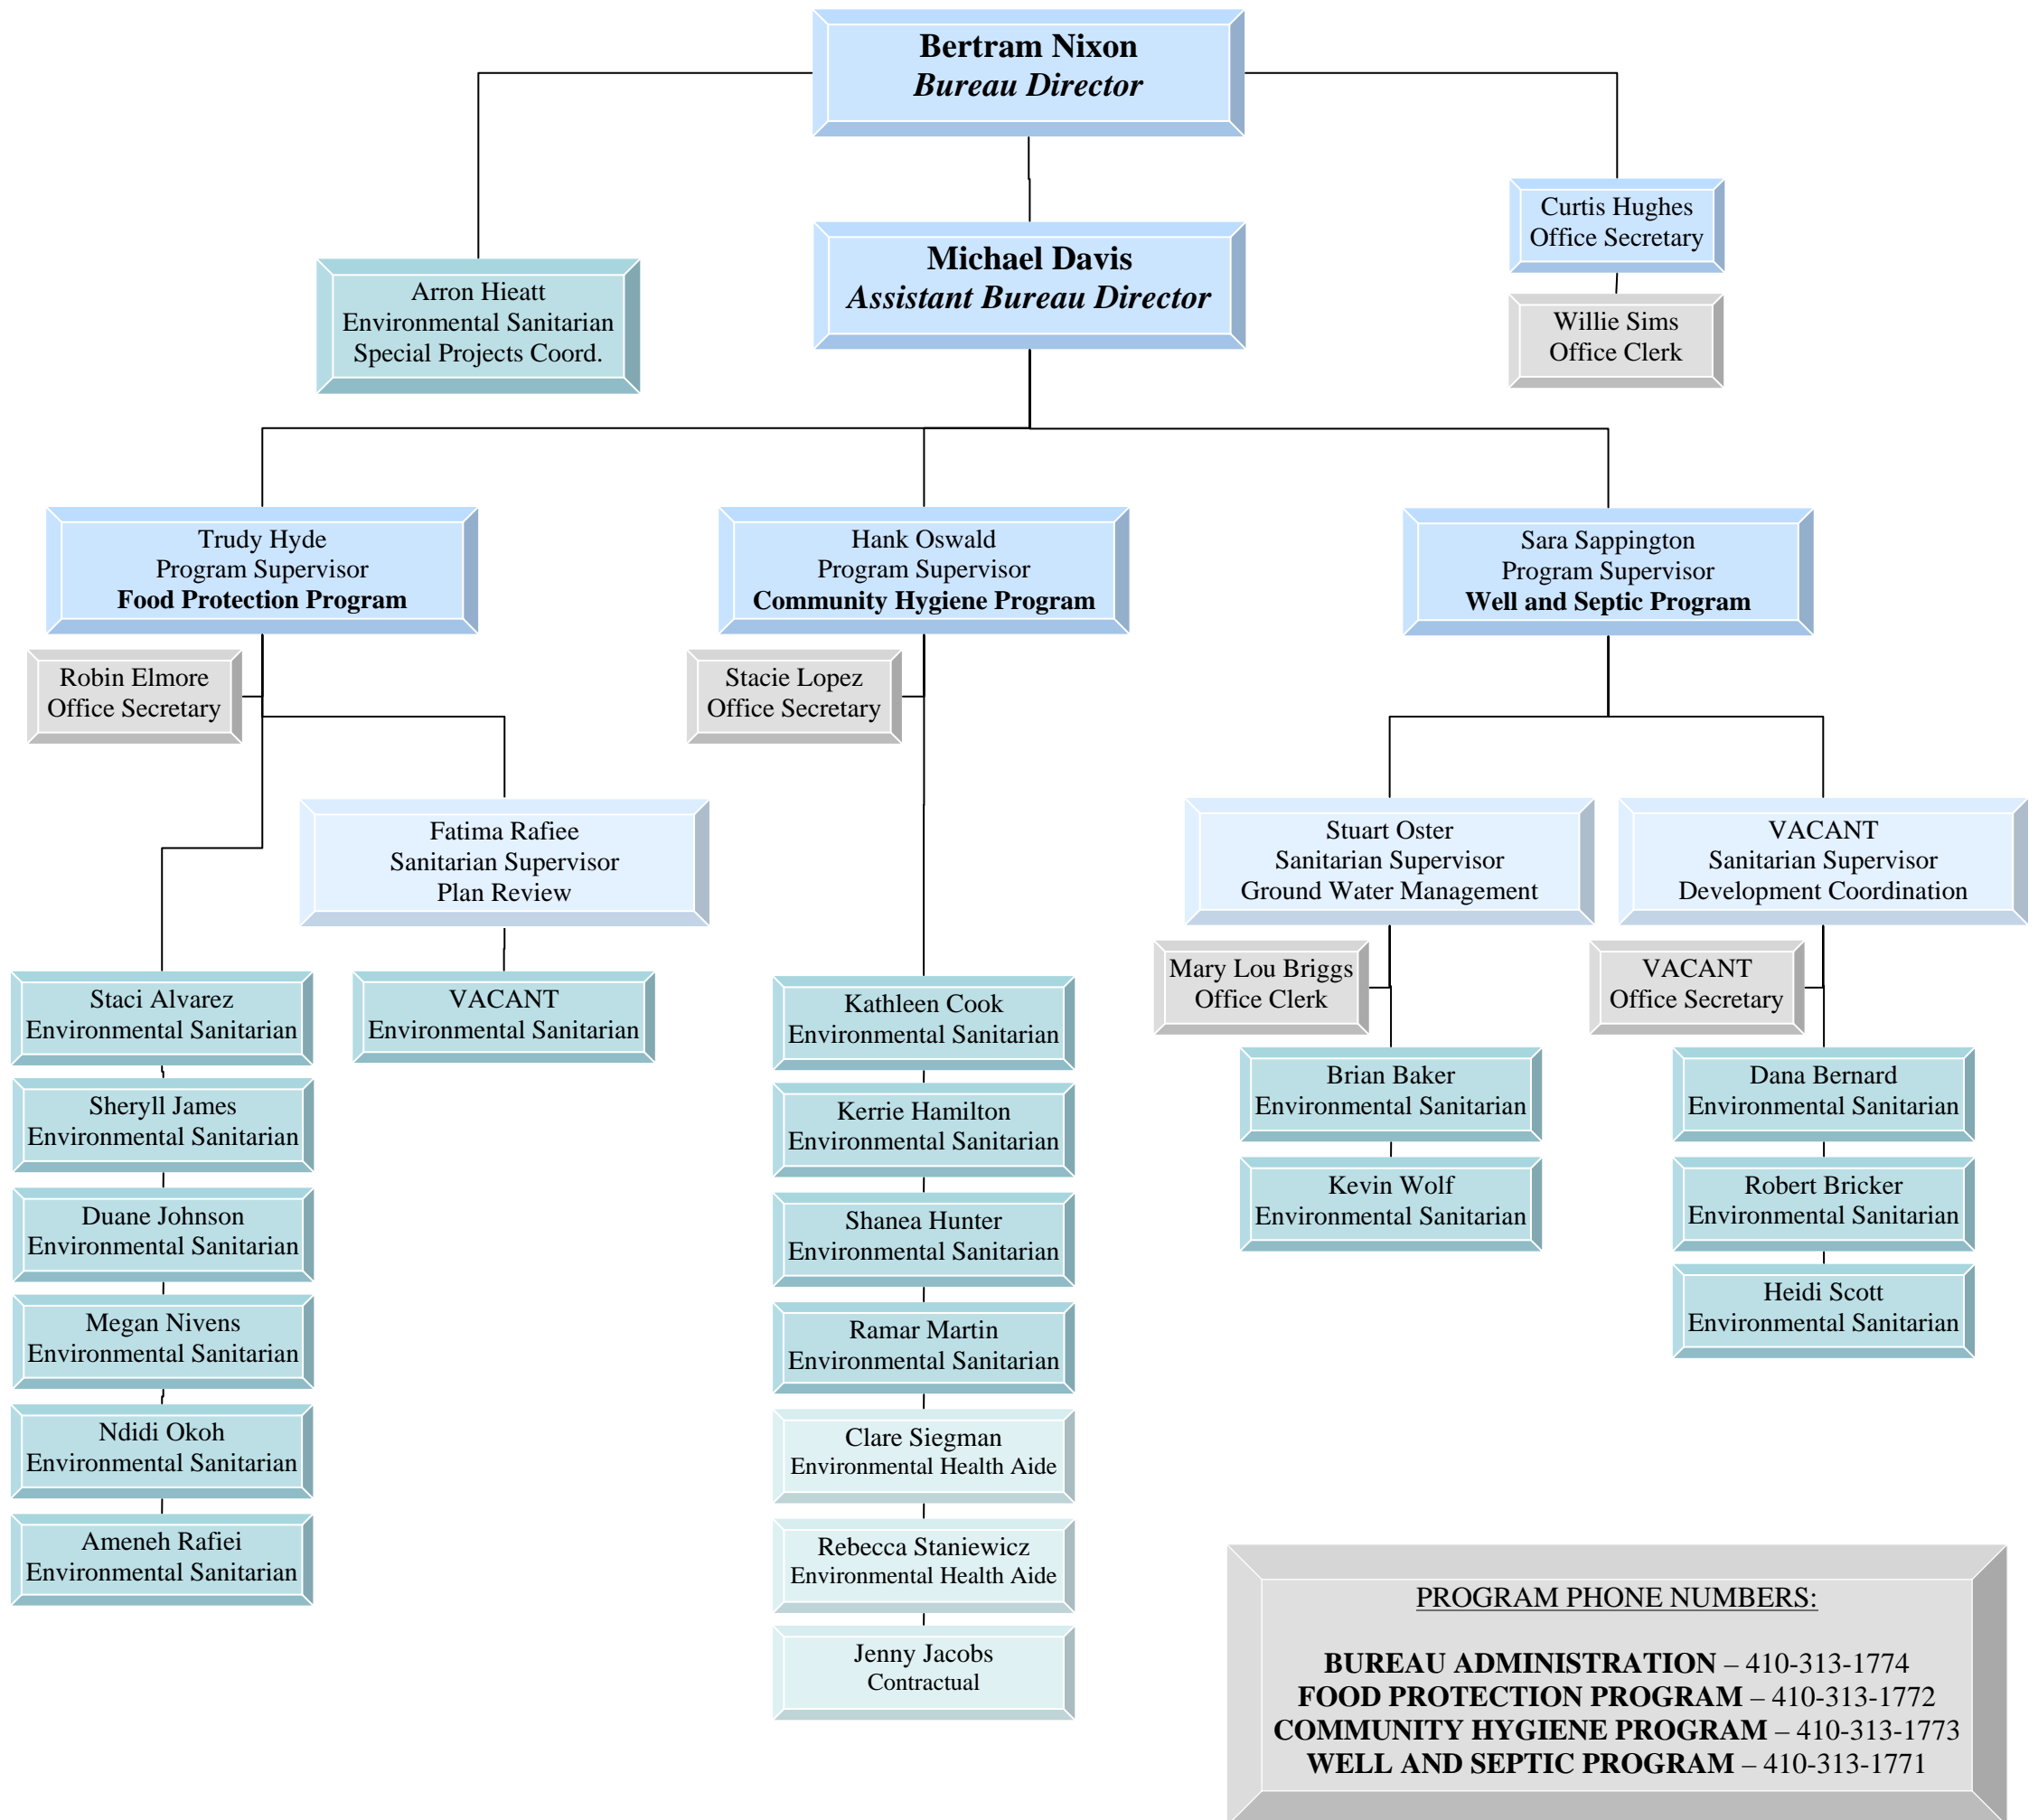 Bertram Nixon
Bureau Director
Curtis Hughes
Office Secretary
Michael Davis
Assistant Bureau Director
Arron Hieatt
Environmental Sanitarian
Special Projects Coord.
Willie Sims
Office Clerk
Trudy Hyde
Program Supervisor
Food Protection Program
Hank Oswald
Program Supervisor
Community Hygiene Program
Sara Sappington
Program Supervisor
Well and Septic Program
Robin Elmore
Office Secretary
Stacie Lopez
Office Secretary
Fatima Rafiee
Sanitarian Supervisor
Plan Review
Stuart Oster
Sanitarian Supervisor
Ground Water Management
VACANT
Sanitarian Supervisor
Development Coordination
Mary Lou Briggs
Office Clerk
VACANT
Office Secretary
Staci Alvarez
Environmental Sanitarian
VACANT
Environmental Sanitarian
Sheryll James
Environmental Sanitarian
Duane Johnson
Environmental Sanitarian
Megan Nivens
Environmental Sanitarian
Ndidi Okoh
Environmental Sanitarian
Ameneh Rafiei
Environmental Sanitarian
Kathleen Cook
Environmental Sanitarian
Kerrie Hamilton
Environmental Sanitarian
Shanea Hunter
Environmental Sanitarian
Ramar Martin
Environmental Sanitarian
Clare Siegman
Environmental Health Aide
Rebecca Staniewicz
Environmental Health Aide
Jenny Jacobs
Contractual
Brian Baker
Environmental Sanitarian
Kevin Wolf
Environmental Sanitarian
Dana Bernard
Environmental Sanitarian
Robert Bricker
Environmental Sanitarian
Heidi Scott
Environmental Sanitarian
PROGRAM PHONE NUMBERS:
BUREAU ADMINISTRATION – 410-313-1774
FOOD PROTECTION PROGRAM – 410-313-1772
COMMUNITY HYGIENE PROGRAM – 410-313-1773
WELL AND SEPTIC PROGRAM – 410-313-1771